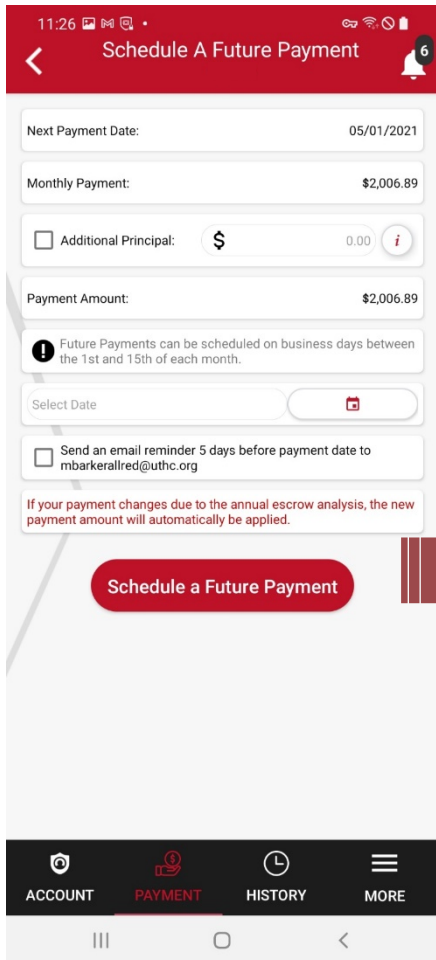 11:26
Schedule A Future Payment
6
Next Payment Date: 05/01/2021
Monthly Payment: $2,006.89
Additional Principal: $ 0.00 i
Payment Amount: $2,006.89
Future Payments can be scheduled on business days between
the 1st and 15th of each month.
Select Date
Send an email reminder 5 days before payment date to
mbarkerallred@uthc.org
If your payment changes due to the annual escrow analysis, the new
payment amount will automatically be applied.
Schedule a Future Payment
ACCOUNT PAYMENT HISTORY MORE